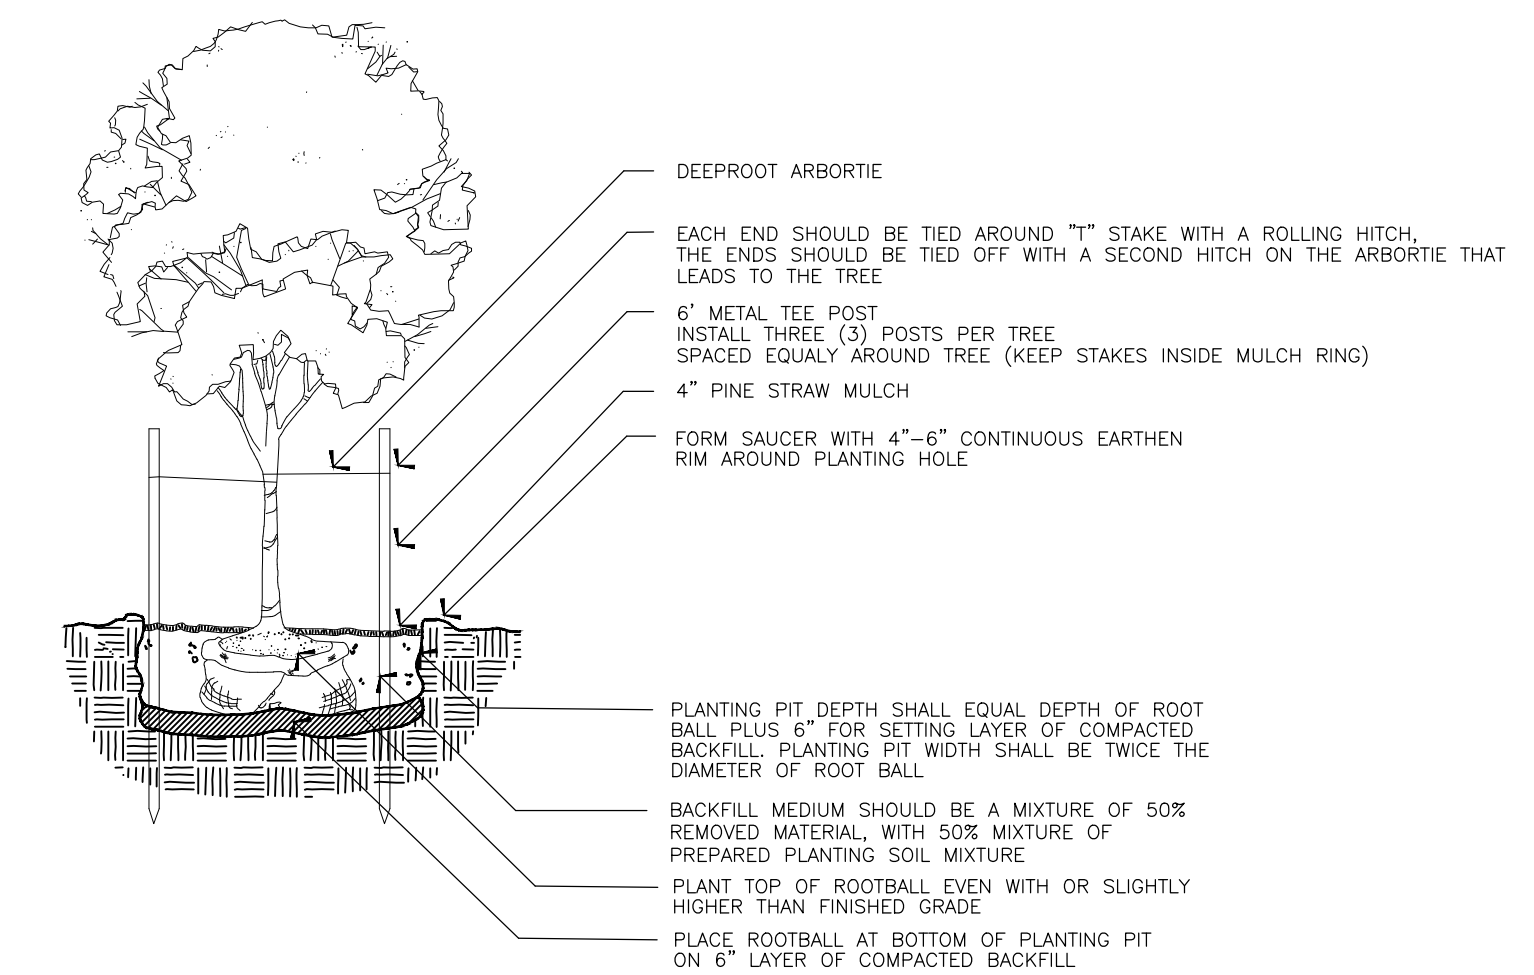 DEEPROOT ARBORTIE
EACH END SHOULD BE TIED AROUND "T" STAKE WITH A ROLLING HITCH,
THE ENDS SHOULD BE TIED OFF WITH A SECOND HITCH ON THE ARBORTIE THAT
LEADS TO THE TREE
6' METAL TEE POST
INSTALL THREE (3) POSTS PER TREE
SPACED EQUALY AROUND TREE (KEEP STAKES INSIDE MULCH RING)
4" PINE STRAW MULCH
FORM SAUCER WITH 4"-6" CONTINUOUS EARTHEN
RIM AROUND PLANTING HOLE
PLANTING PIT DEPTH SHALL EQUAL DEPTH OF ROOT
BALL PLUS 6" FOR SETTING LAYER OF COMPACTED
BACKFILL. PLANTING PIT WIDTH SHALL BE TWICE THE
DIAMETER OF ROOT BALL
BACKFILL MEDIUM SHOULD BE A MIXTURE OF 50%
REMOVED MATERIAL, WITH 50% MIXTURE OF
PREPARED PLANTING SOIL MIXTURE
PLANT TOP OF ROOTBALL EVEN WITH OR SLIGHTLY
HIGHER THAN FINISHED GRADE
PLACE ROOTBALL AT BOTTOM OF PLANTING PIT
ON 6" LAYER OF COMPACTED BACKFILL